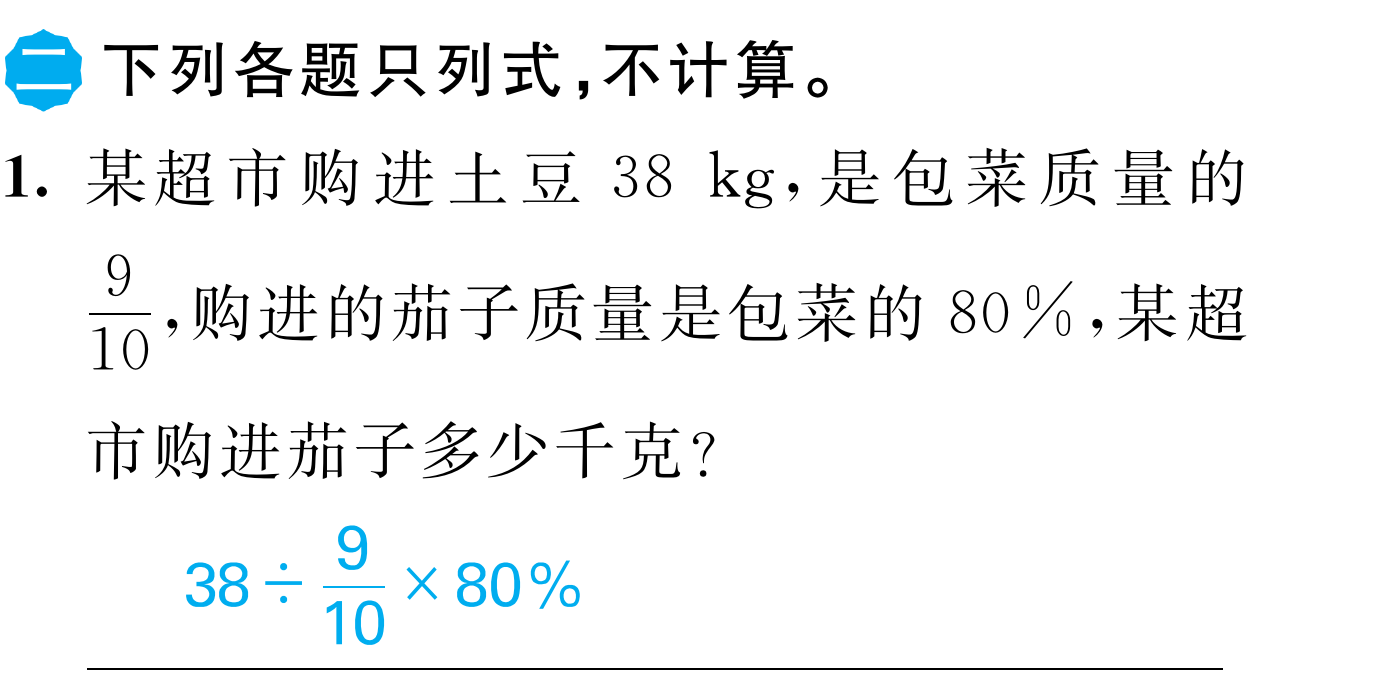 二 下列各题只列式,不计算。
1. 某超市购进土豆 38 kg,是包菜质量的
9/10,购进的茄子质量是包菜的 80%,某超
市购进茄子多少千克?
38÷9/10×80%